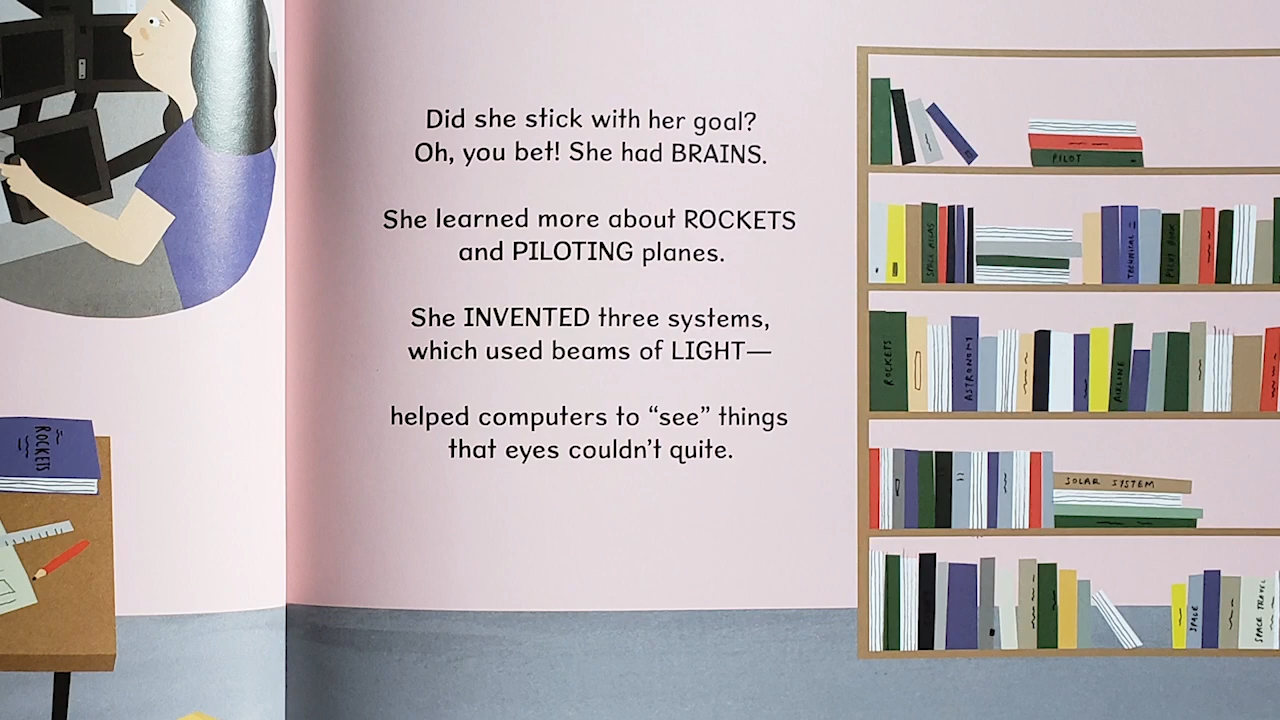 Did she stick with her goal?
Oh, you bet! She had BRAINS.
She learned more about ROCKETS
and PILOTING planes.
She INVENTED three systems,
which used beams of LIGHT—
helped computers to “see” things
that eyes couldn’t quite.
ROCKETS
PILOT
SPACE ATLAS
TECHNICAL
PILOT BOOK
ROCKETS
ASTRONOMY
AIRLINE
SOLAR SYSTEM
SPACE
SPACE TRAVEL